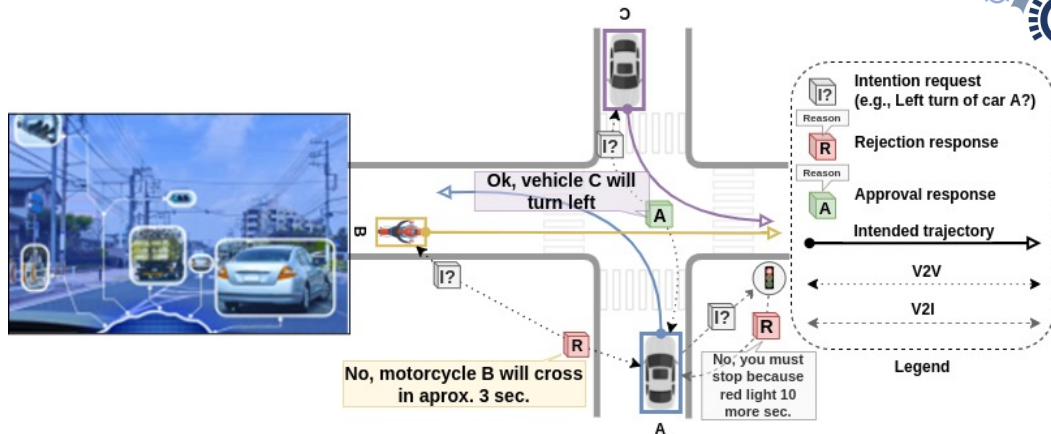 C
I?
Ok, vehicle C will
turn left
A
B
I?
R
No, motorcycle B will cross
in aprox. 3 sec.
I?
R
No, you must
stop because
red light 10
more sec.
A
I?
Intention request
(e.g., Left turn of car A?)
Reason
R
Rejection response
Reason
A
Approval response
Intended trajectory
V2V
V2I
Legend